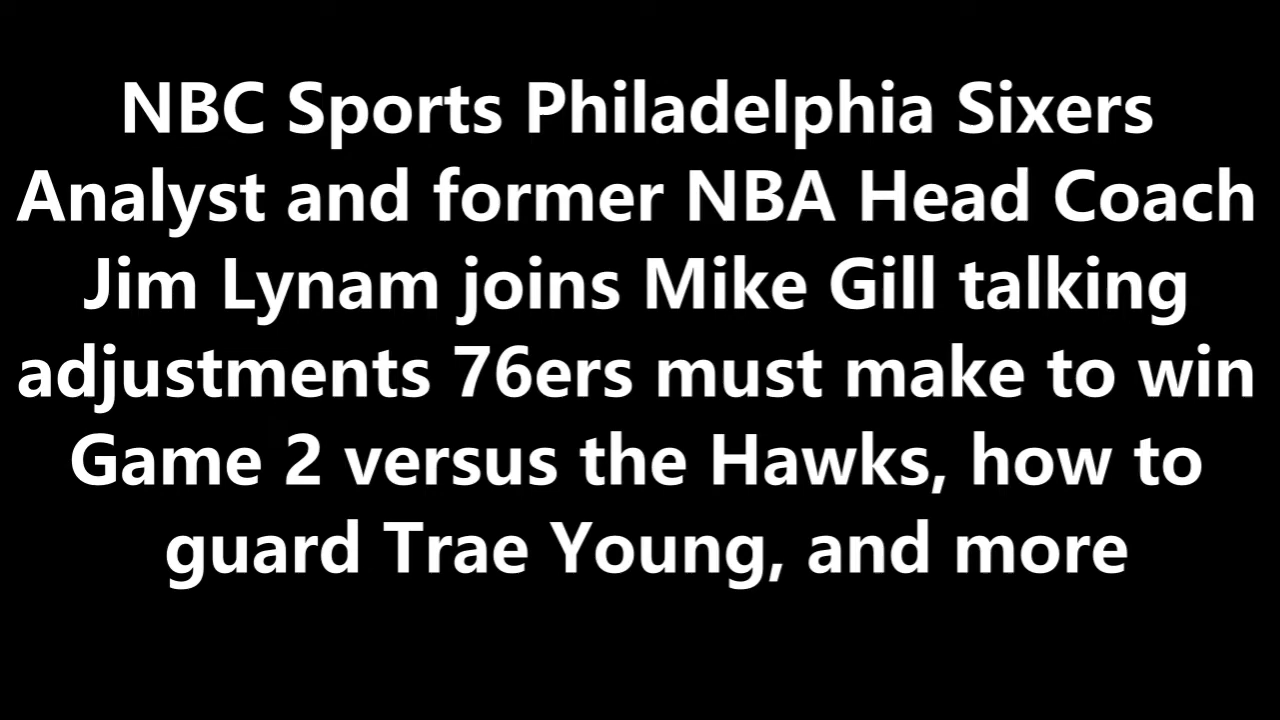 NBC Sports Philadelphia Sixers
Analyst and former NBA Head Coach
Jim Lynam joins Mike Gill talking
adjustments 76ers must make to win
Game 2 versus the Hawks, how to
guard Trae Young, and more